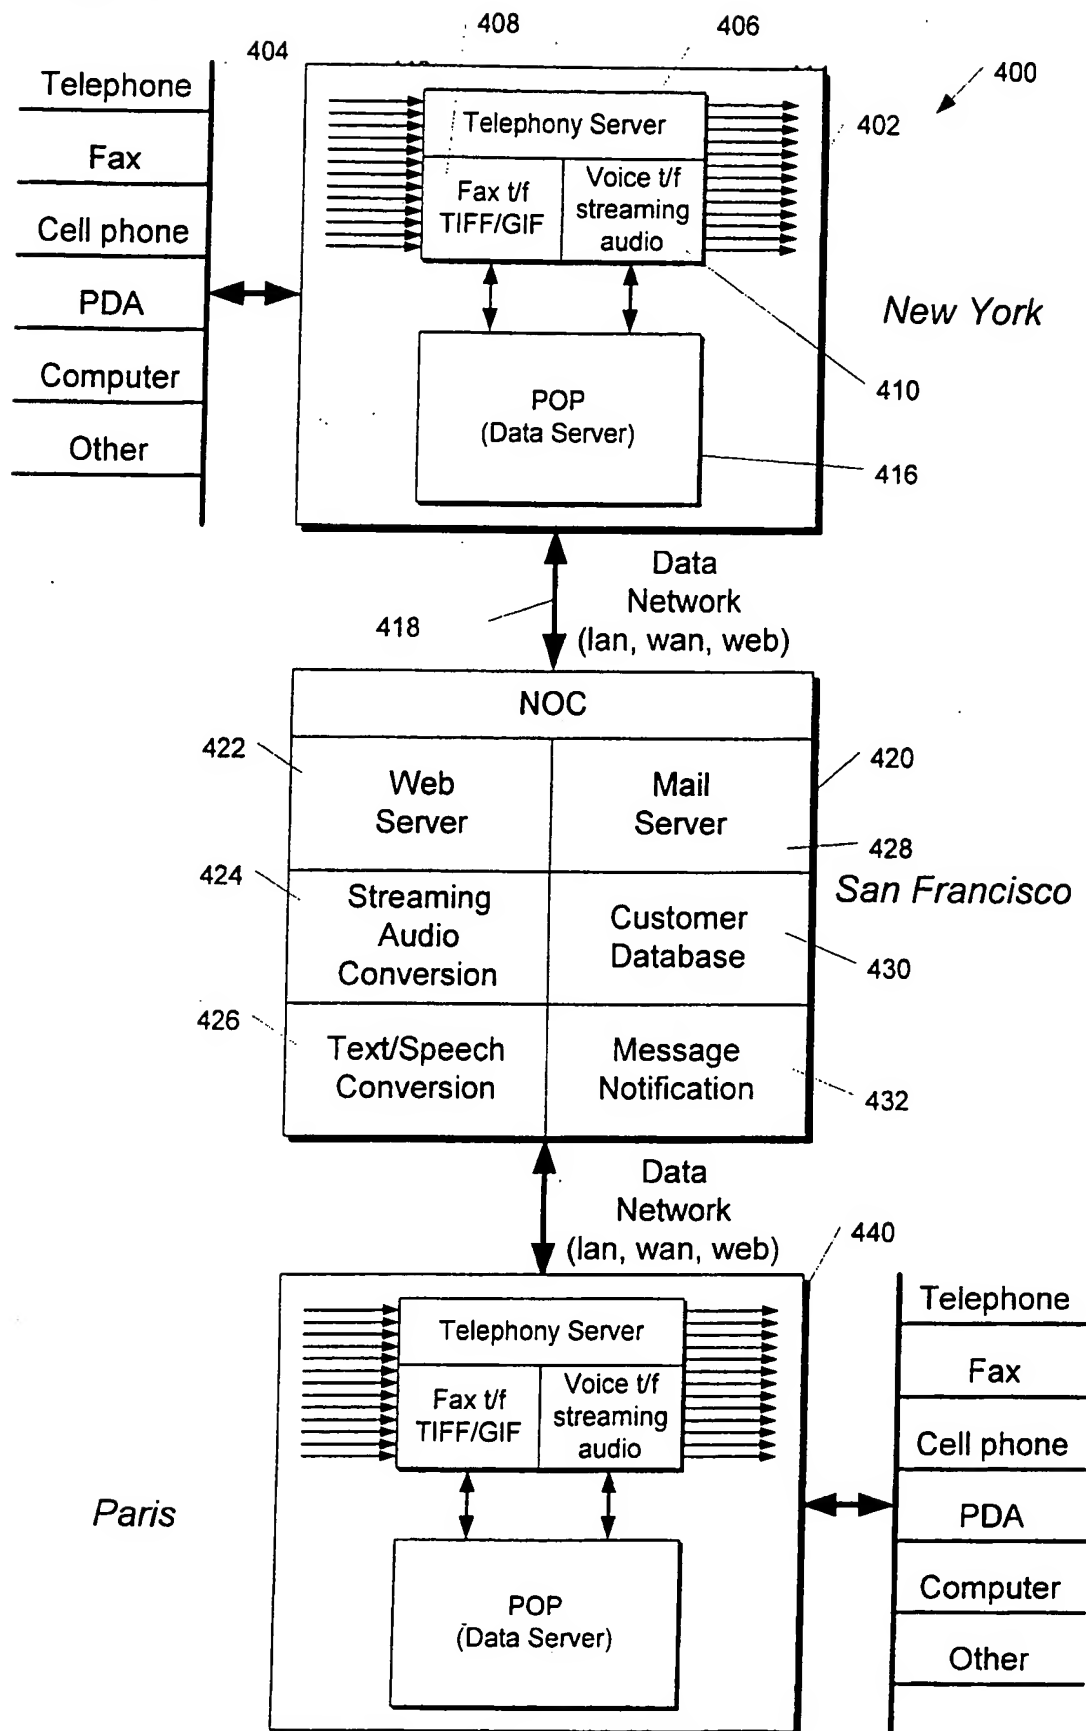 408
406
404
400
402
Telephone
Fax
Cell phone
PDA
Computer
Other
Telephony Server
Fax t/f
TIFF/GIF
Voice t/f
streaming
audio
New York
410
POP
(Data Server)
416
418
Data
Network
(lan, wan, web)
NOC
422
420
Web
Server
Mail
Server
428
424
San Francisco
Streaming
Audio
Conversion
Customer
Database
430
426
Text/Speech
Conversion
Message
Notification
432
Data
Network
(lan, wan, web)
440
Telephony Server
Fax t/f
TIFF/GIF
Voice t/f
streaming
audio
Paris
POP
(Data Server)
Telephone
Fax
Cell phone
PDA
Computer
Other